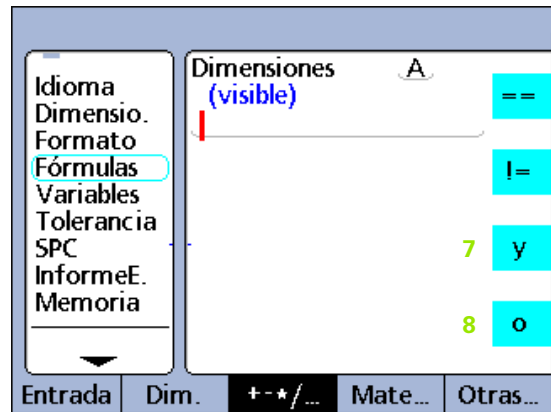 Idioma
Dimensio.
Formato
Fórmulas
Variables
Tolerancia
SPC
InformeE.
Memoria
Dimensiones A
(visible)
==
!=
7 y
8 o
Entrada Dim. +-*/... Mate... Otras...